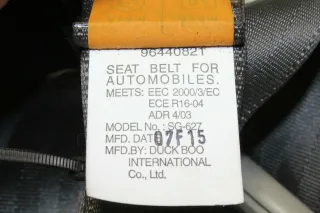 96440821
SEAT BELT FOR
AUTOMOBILES.
MEETS: EEC 2000/3/EC
ECE R16-04
ADR 4/03
MODEL No.: SG-627
MFD. DAT 07F15
MFD.BY: DUCK BOO
INTERNATIONAL
Co., Ltd.